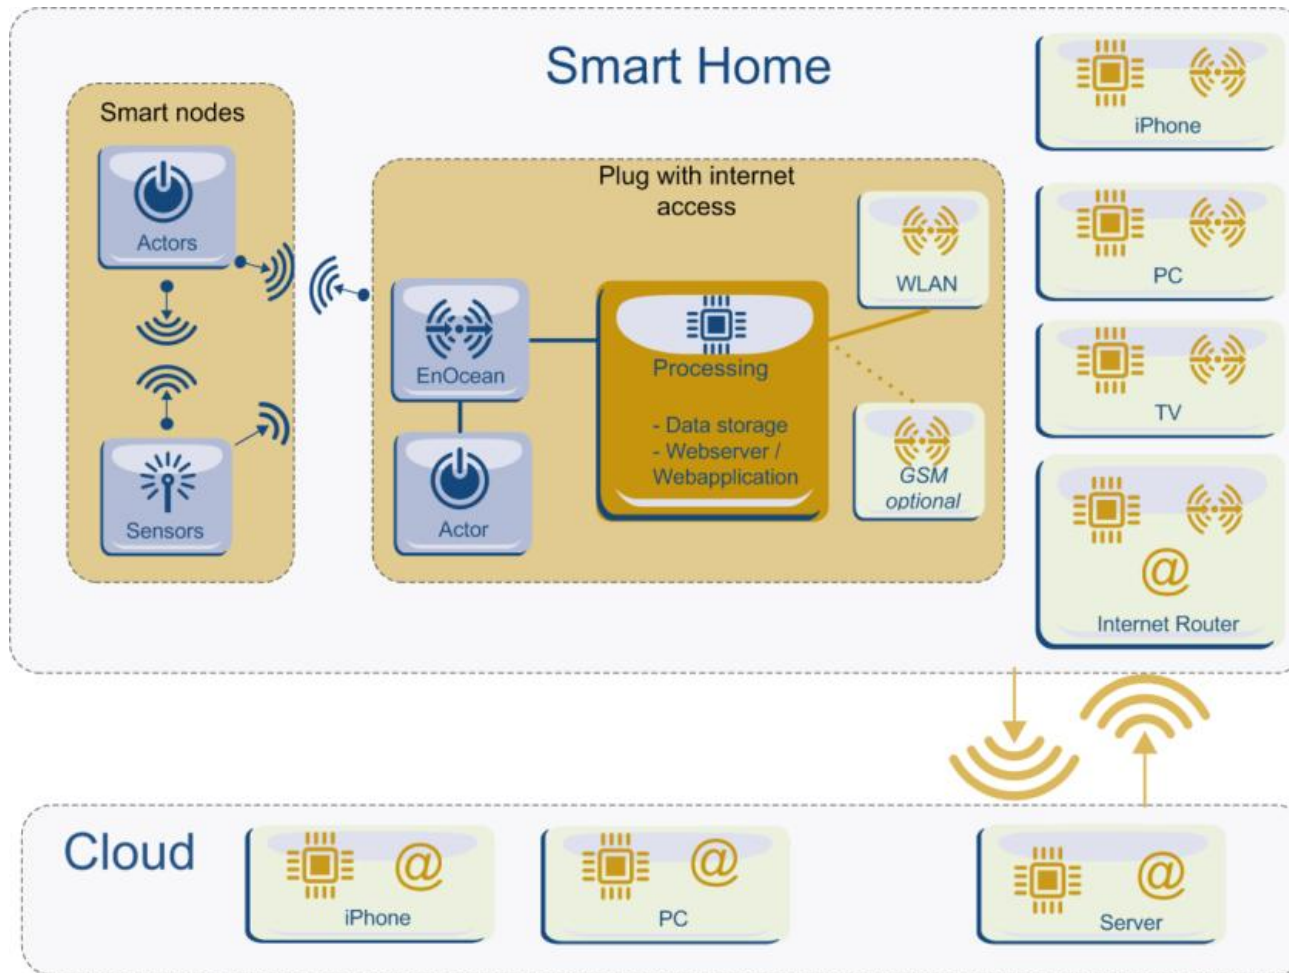 Smart Home
Smart nodes
Actors
Sensors
Plug with internet
access
EnOcean
Actor
Processing
- Data storage
- Webserver /
Webapplication
WLAN
GSM
optional
iPhone
PC
TV
@
Internet Router
Cloud
@
iPhone
@
PC
@
Server